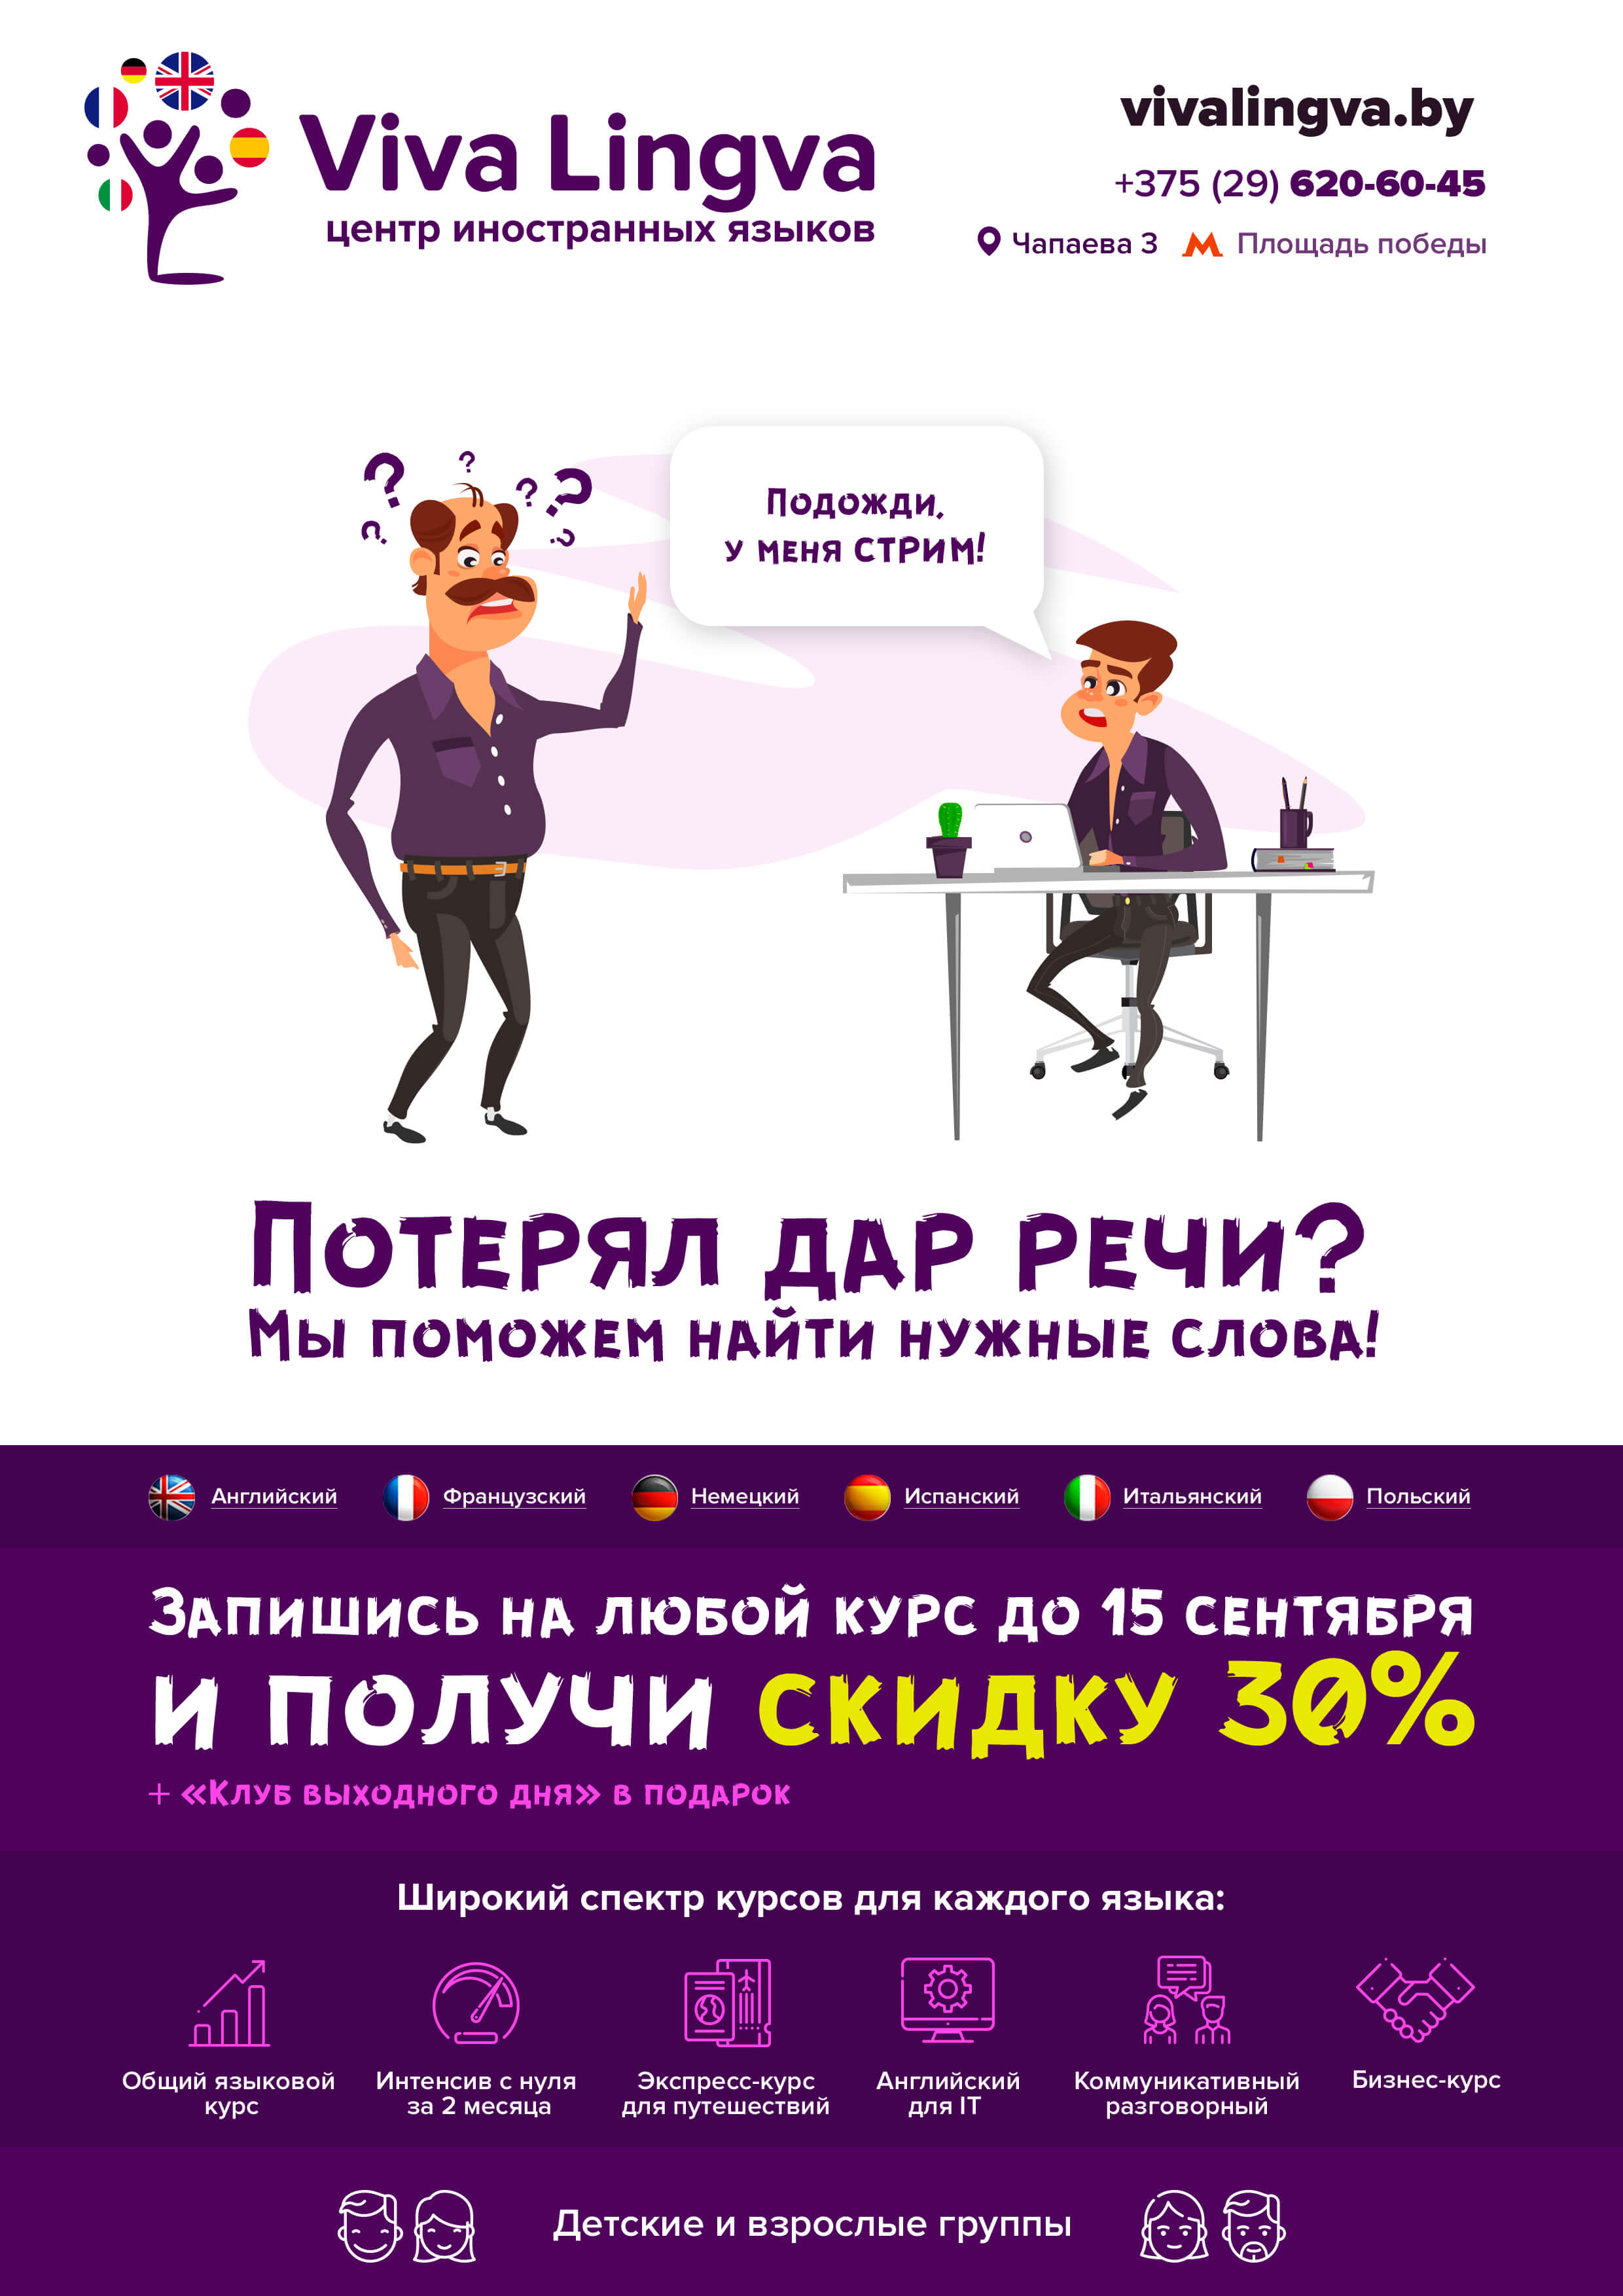 Viva Lingva
центр иностранных языков
vivalingva.by
+375 (29) 620-60-45
Чапаева 3 М Площадь победы
? ? ? ? ? ?
Подожди,
у меня СТРИМ!
Потерял дар речи?
Мы поможем найти нужные слова!
Английский Французский Немецкий Испанский Итальянский Польский
Запишись на любой курс до 15 сентября
и получи скидку 30%
+ «Клуб выходного дня» в подарок
Широкий спектр курсов для каждого языка:
Общий языковой
курс
Интенсив с нуля
за 2 месяца
Экспресс-курс
для путешествий
Английский
для IT
Коммуникативный
разговорный
Бизнес-курс
Детские и взрослые группы